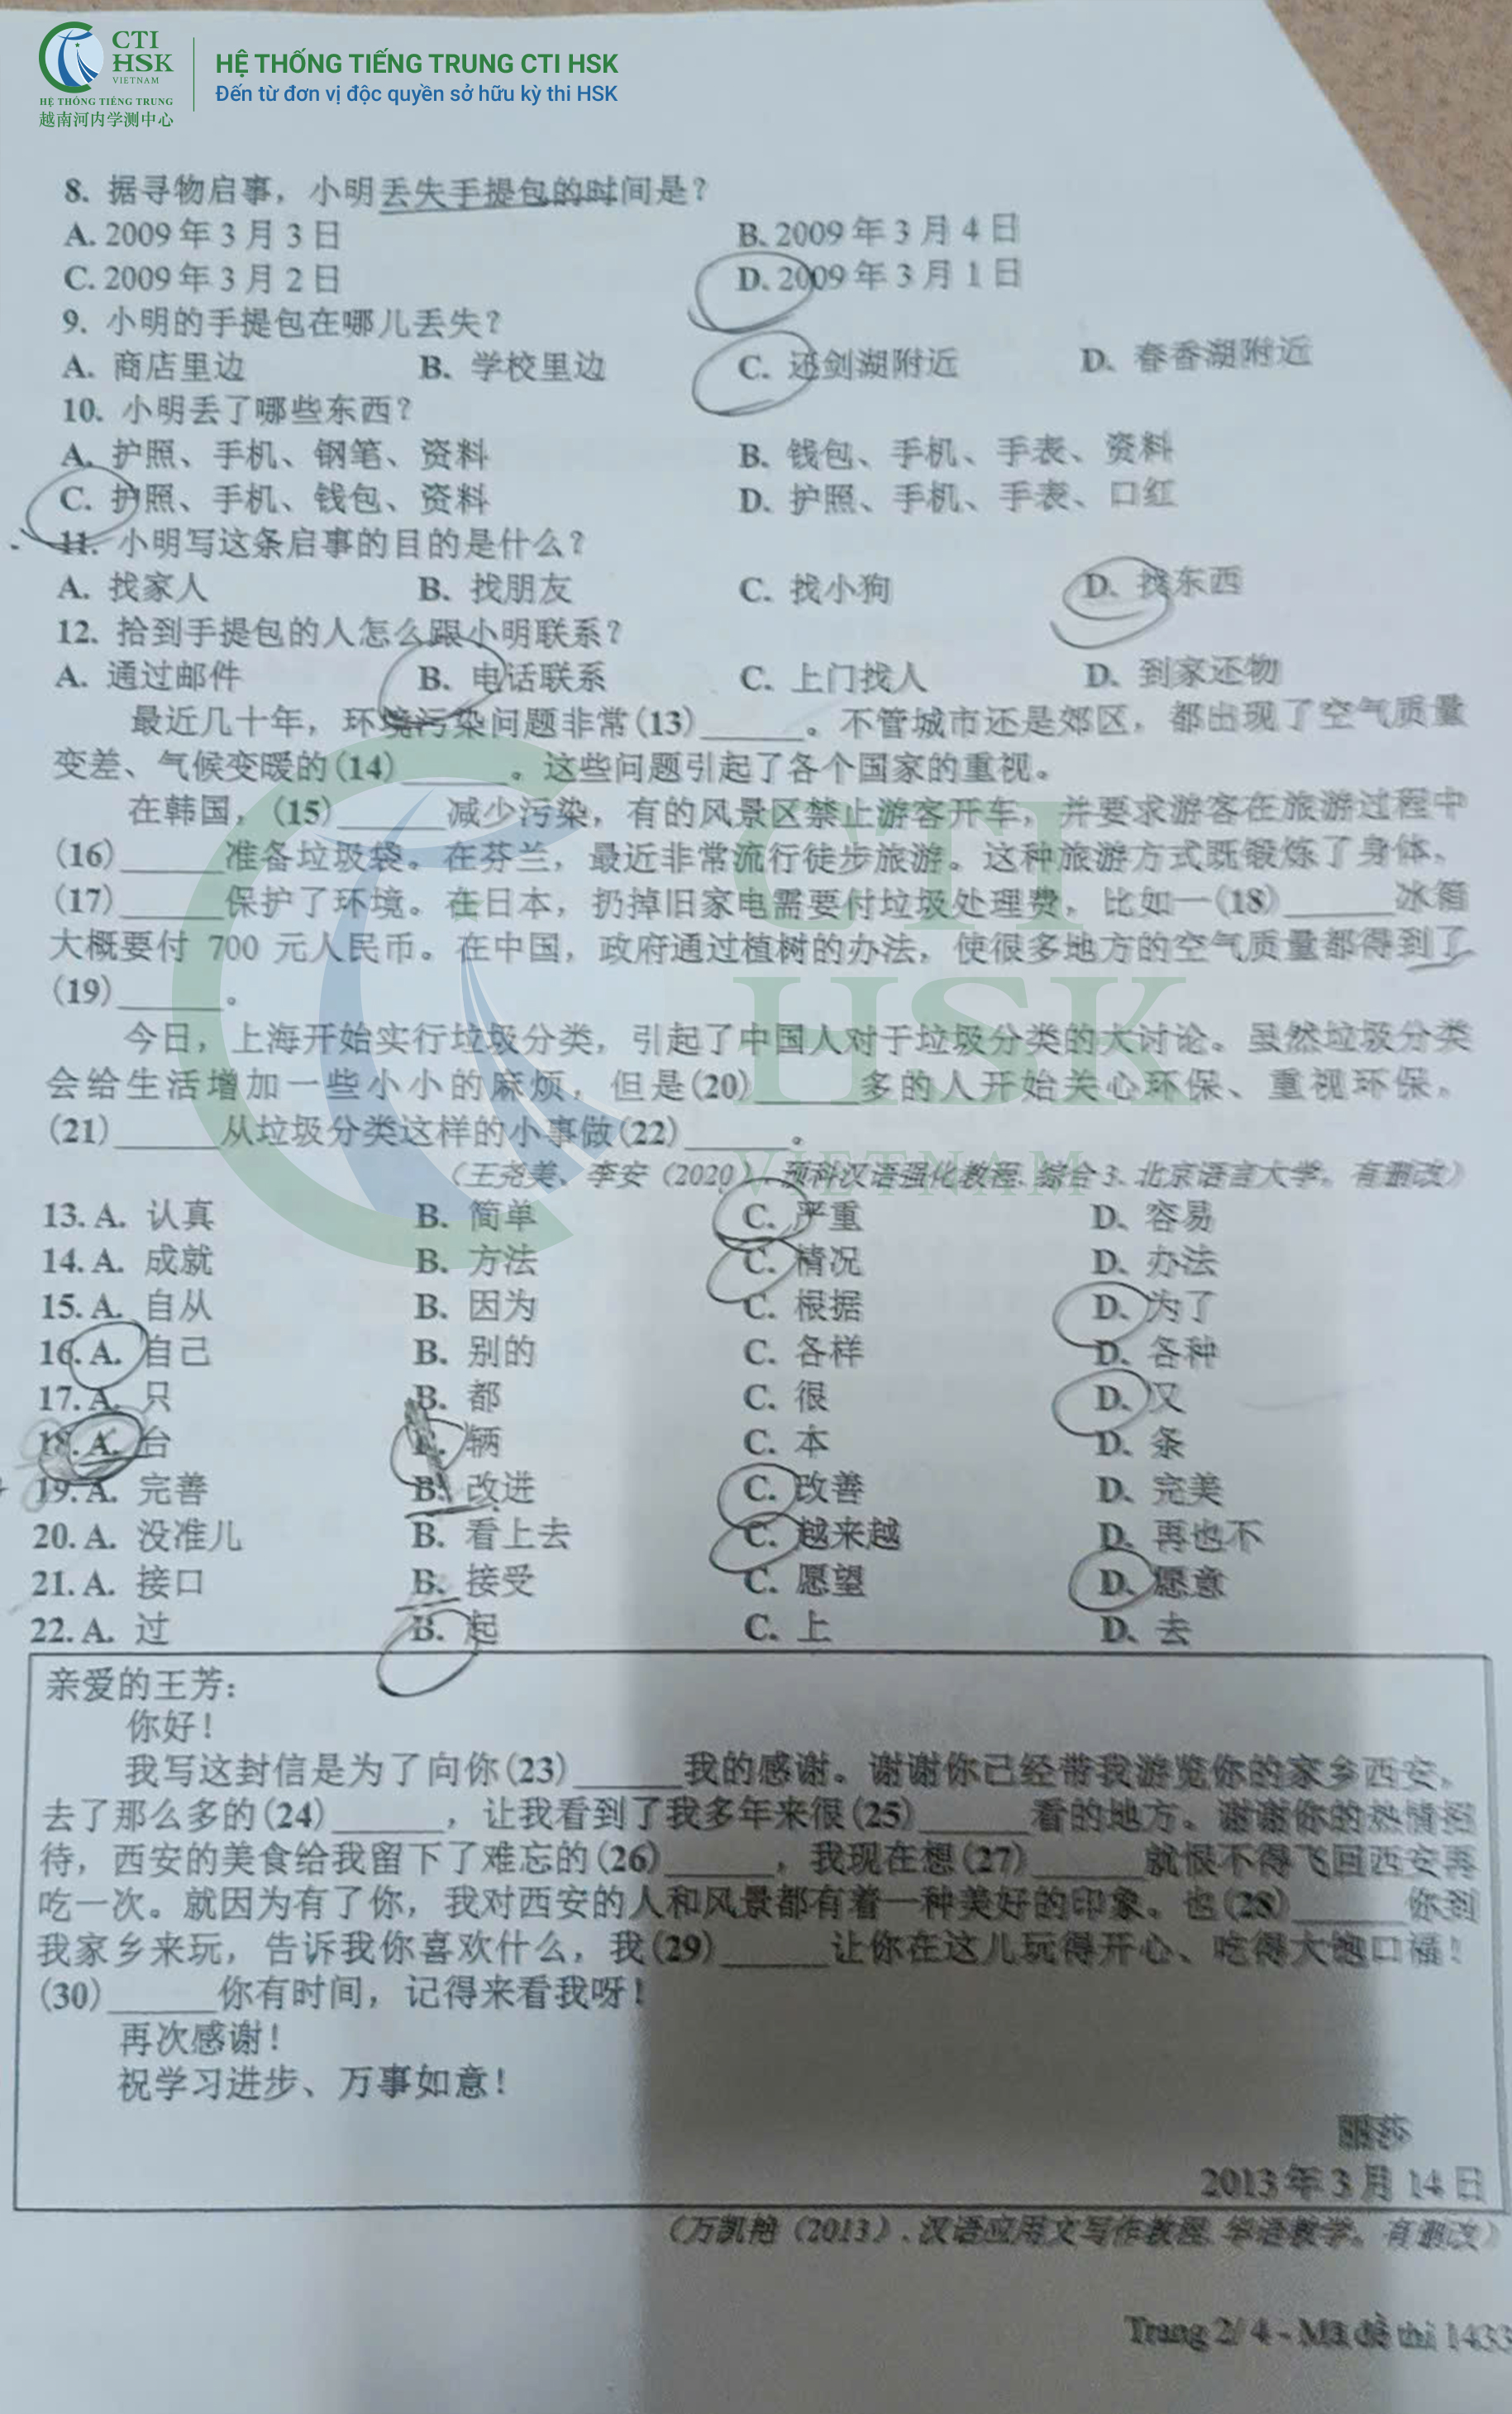 CTI
HSK
VIETNAM
HỆ THỐNG TIẾNG TRUNG
越南河内学测中心
HỆ THỐNG TIẾNG TRUNG CTI HSK
Đến từ đơn vị độc quyền sở hữu kỳ thi HSK
8. 据寻物启事，小明丢失手提包的时间是？
A. 2009 年 3 月 3 日 B. 2009 年 3 月 4 日
C. 2009 年 3 月 2 日 D. 2009 年 3 月 1 日
9. 小明的手提包在哪儿丢失？
A. 商店里边 B. 学校里边 C. 还剑湖附近 D. 春香湖附近
10. 小明丢了哪些东西？
A. 护照、手机、钢笔、资料 B. 钱包、手机、手表、资料
C. 护照、手机、钱包、资料 D. 护照、手机、手表、口红
11. 小明写这条启事的目的是什么？
A. 找家人 B. 找朋友 C. 找小狗 D. 找东西
12. 拾到手提包的人怎么跟小明联系？
A. 通过邮件 B. 电话联系 C. 上门找人 D. 到家还物
最近几十年，环境污染问题非常(13)______。不管城市还是郊区，都出现了空气质量
变差、气候变暖的(14)______。这些问题引起了各个国家的重视。
在韩国，(15)______减少污染，有的风景区禁止游客开车，并要求游客在旅游过程中
(16)______准备垃圾袋。在芬兰，最近非常流行徒步旅游。这种旅游方式既锻炼了身体，
(17)______保护了环境。在日本，扔掉旧家电需要付垃圾处理费，比如一(18)______冰箱
大概要付 700 元人民币。在中国，政府通过植树的办法，使很多地方的空气质量都得到了
(19)______。
今日，上海开始实行垃圾分类，引起了中国人对于垃圾分类的大讨论。虽然垃圾分类
会给生活增加一些小小的麻烦，但是(20)______多的人开始关心环保、重视环保，
(21)______从垃圾分类这样的小事做(22)______。
（王尧美、李安（2020）. 预科汉语强化教程. 综合 3. 北京语言大学。有删改）
13. A. 认真 B. 简单 C. 严重 D. 容易
14. A. 成就 B. 方法 C. 情况 D. 办法
15. A. 自从 B. 因为 C. 根据 D. 为了
16. A. 自己 B. 别的 C. 各样 D. 各种
17. A. 只 B. 都 C. 很 D. 又
18. A. 台 B. 辆 C. 本 D. 条
19. A. 完善 B. 改进 C. 改善 D. 完美
20. A. 没准儿 B. 看上去 C. 越来越 D. 再也不
21. A. 接口 B. 接受 C. 愿望 D. 愿意
22. A. 过 B. 起 C. 上 D. 去
CTI
HSK
VIETNAM
亲爱的王芳：
你好！
我写这封信是为了向你(23)______我的感谢。谢谢你已经带我游览你的家乡西安，
去了那么多的(24)______，让我看到了我多年来很(25)______看的地方。谢谢你的热情招
待，西安的美食给我留下了难忘的(26)______，我现在想(27)______就恨不得飞回西安再
吃一次。就因为有了你，我对西安的人和风景都有着一种美好的印象。也(28)______你到
我家乡来玩，告诉我你喜欢什么，我(29)______让你在这儿玩得开心、吃得大饱口福！
(30)______你有时间，记得来看我呀！
再次感谢！
祝学习进步、万事如意！
丽莎
2013 年 3 月 14 日
（万凯艳（2013）. 汉语应用文写作教程. 华语教学。有删改）
Trang 2/ 4 - Mã đề thi 1433